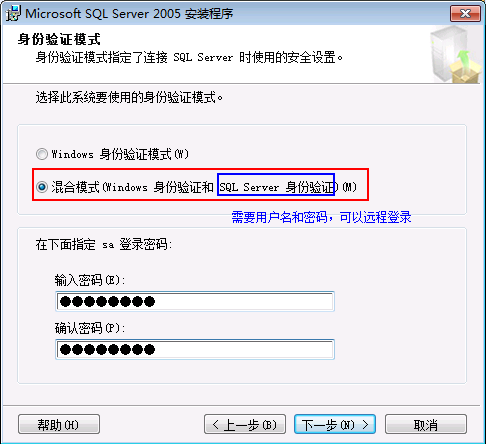 Microsoft SQL Server 2005 安装程序
身份验证模式
身份验证模式指定了连接 SQL Server 时使用的安全设置。
选择此系统要使用的身份验证模式。
Windows 身份验证模式(W)
混合模式(Windows 身份验证和 SQL Server 身份验证)(M)
需要用户名和密码，可以远程登录
在下面指定 sa 登录密码:
输入密码(E):
●●●●●●●●
确认密码(P):
●●●●●●●●
帮助(H)
< 上一步(B)
下一步(N) >
取消